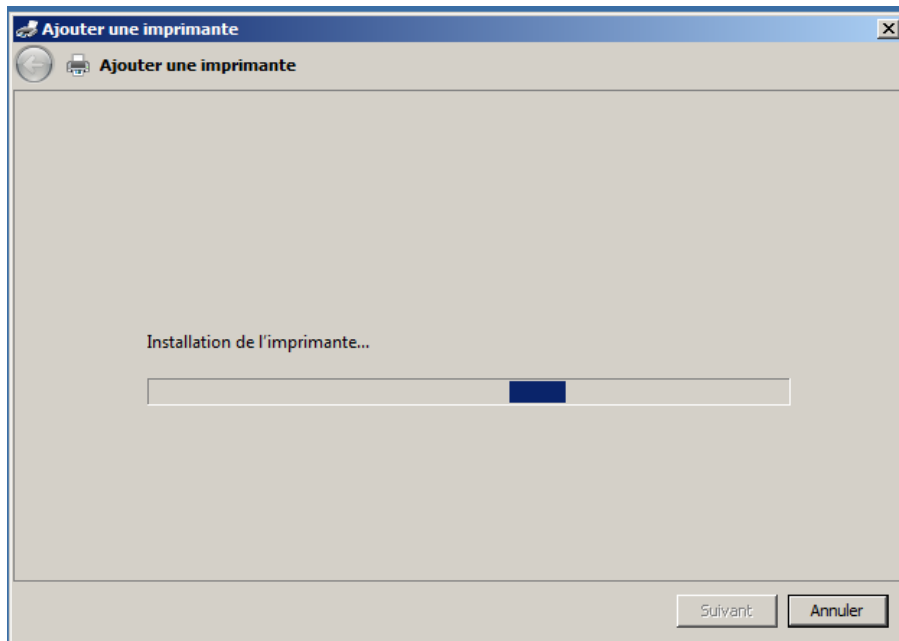 Ajouter une imprimante
Ajouter une imprimante
Installation de l'imprimante...
Suivant
Annuler